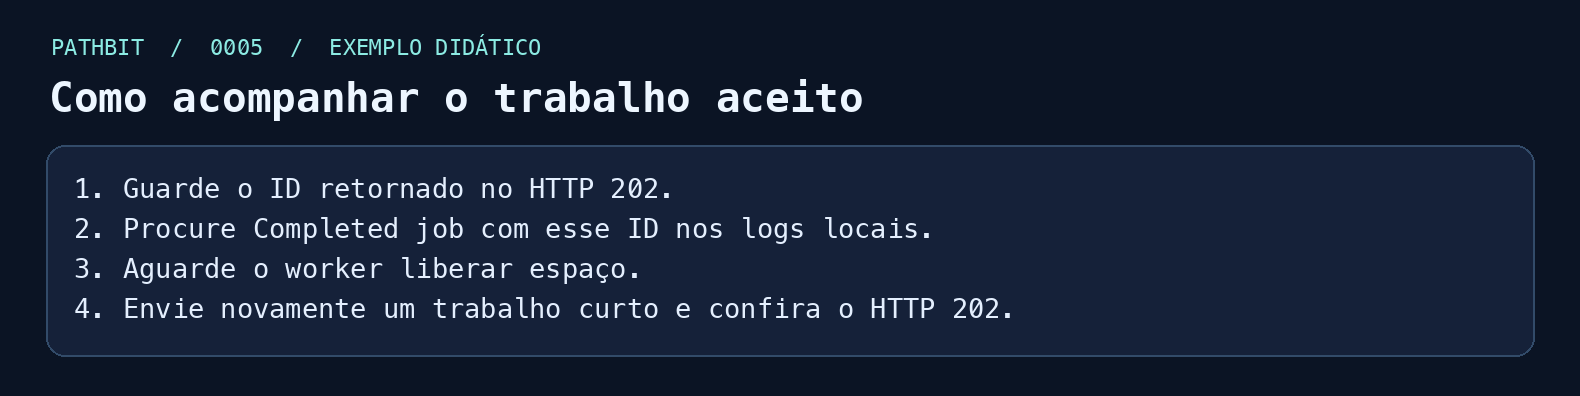 PATHBIT / 0005 / EXEMPLO DIDÁTICO
Como acompanhar o trabalho aceito
1. Guarde o ID retornado no HTTP 202.
2. Procure Completed job com esse ID nos logs locais.
3. Aguarde o worker liberar espaço.
4. Envie novamente um trabalho curto e confira o HTTP 202.